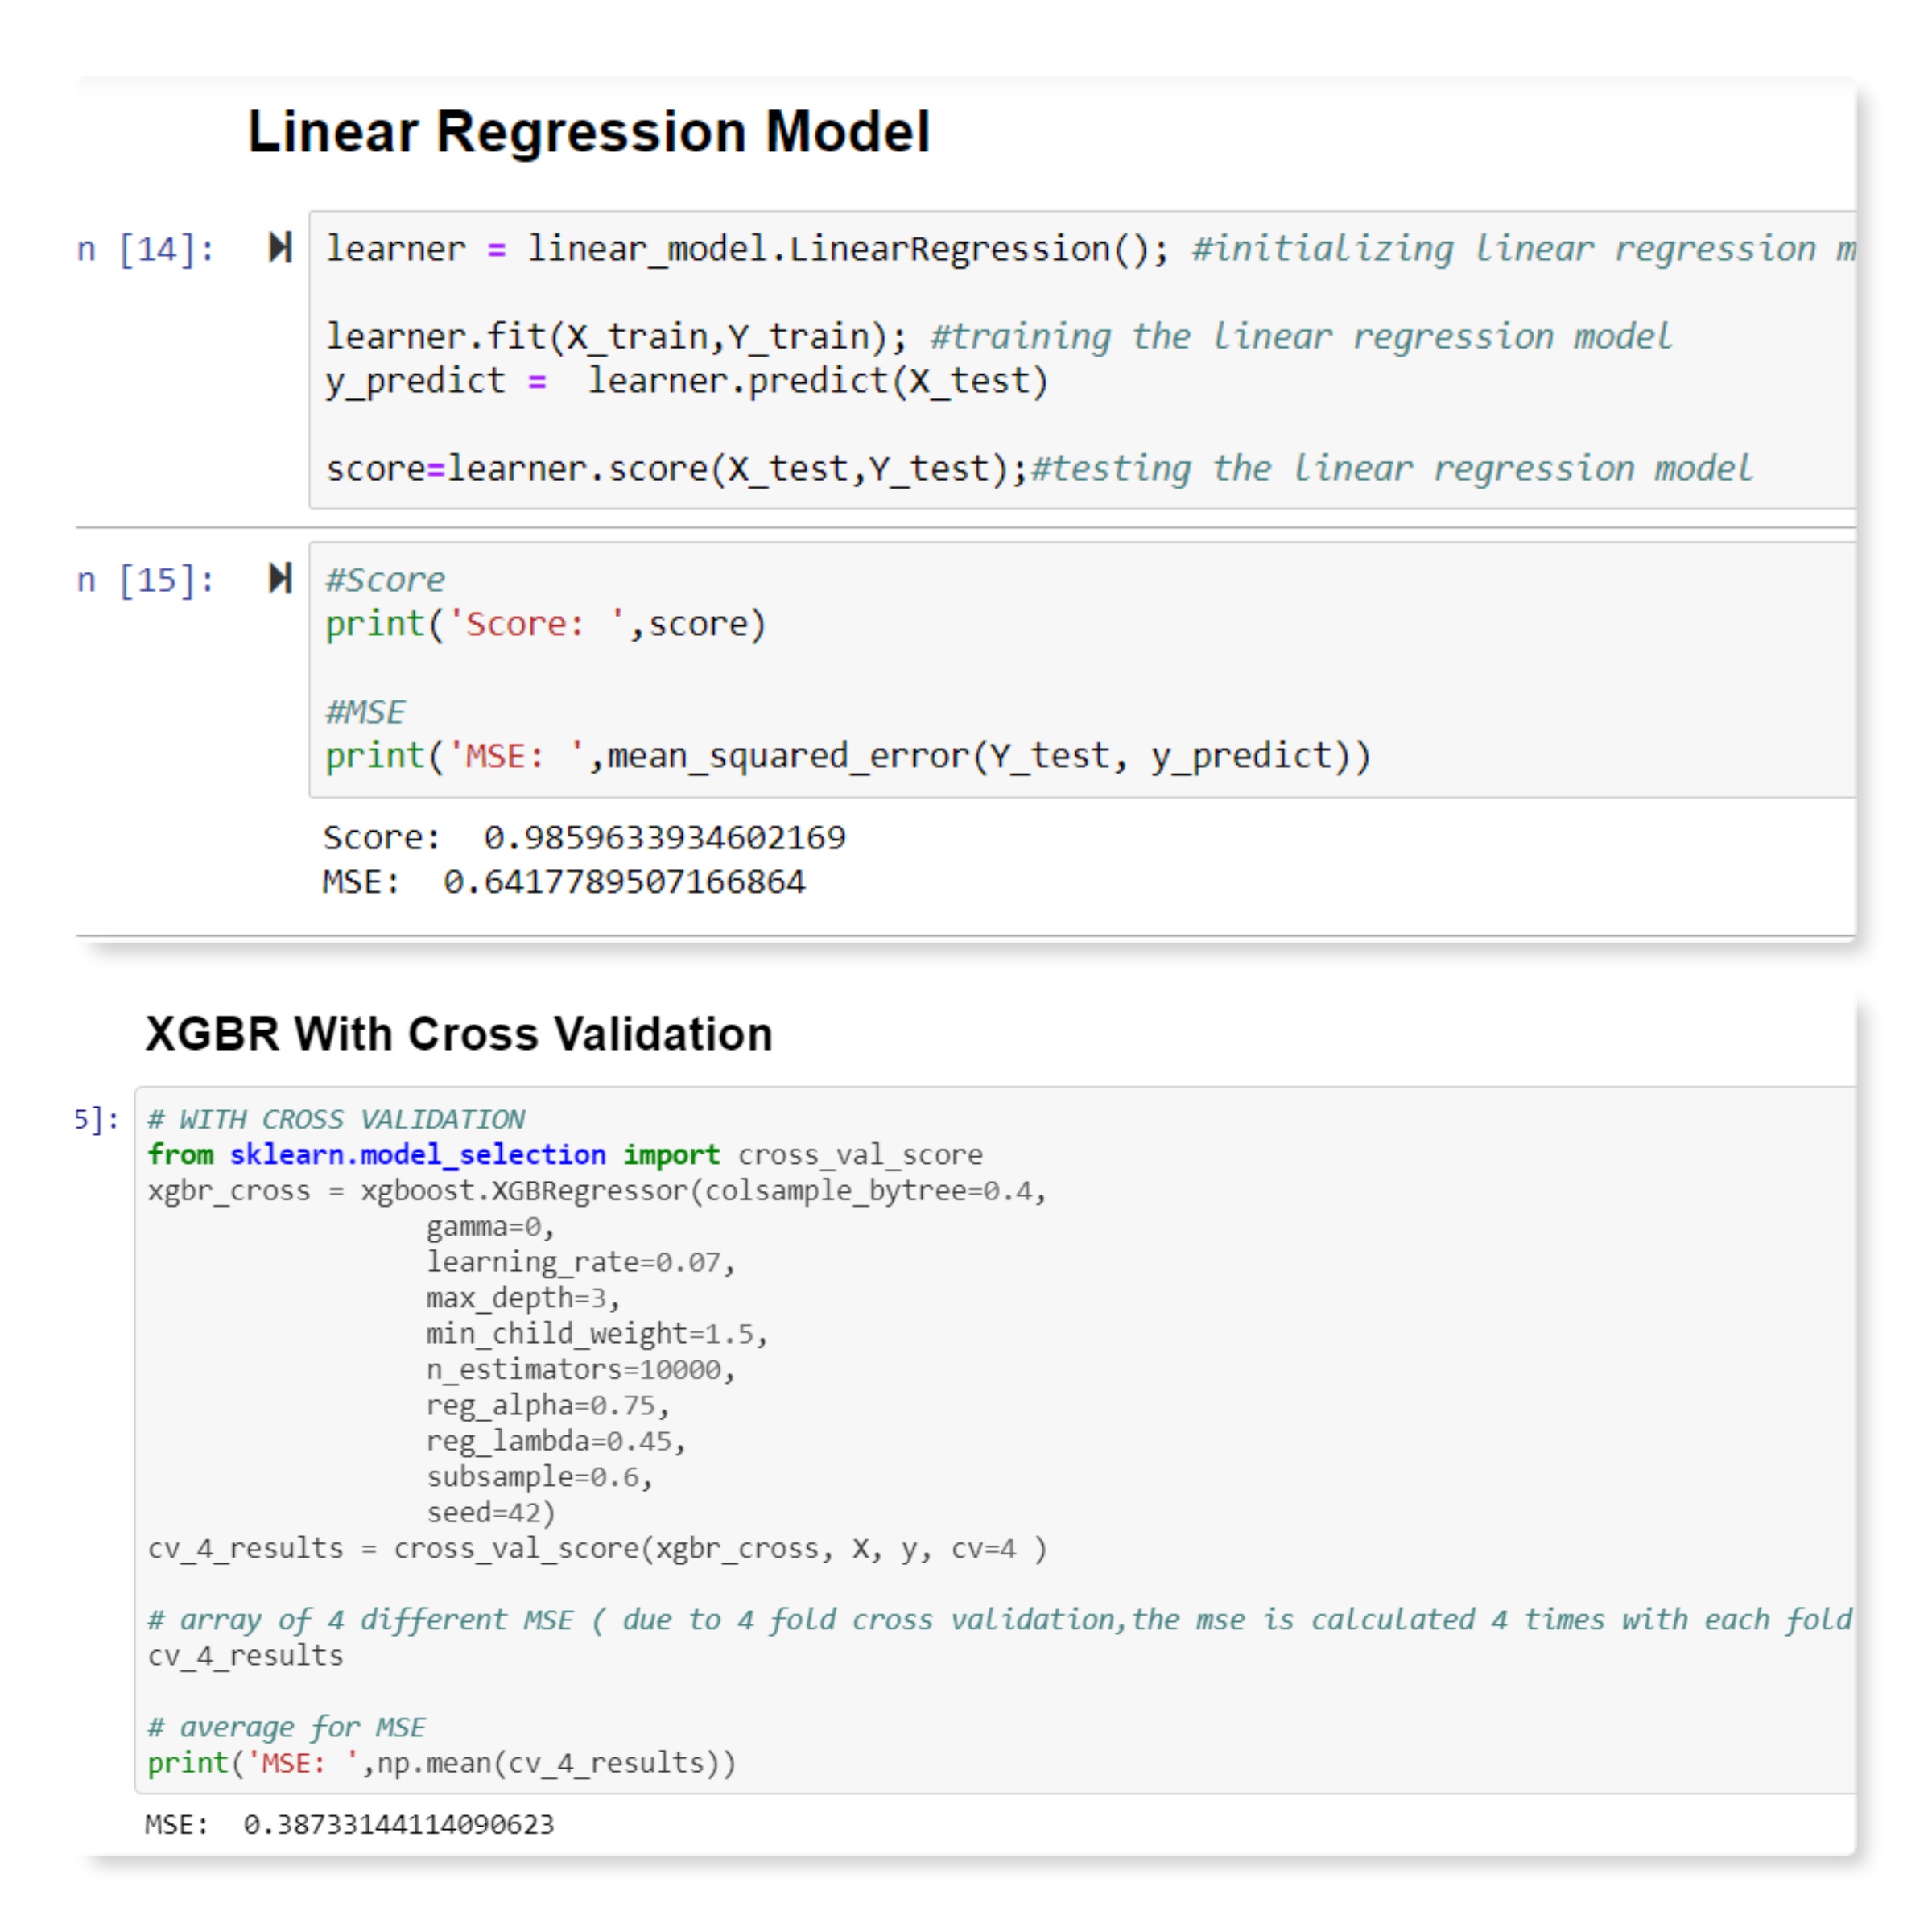 Linear Regression Model
n [14]:
learner = linear_model.LinearRegression(); #initializing linear regression m
learner.fit(X_train,Y_train); #training the linear regression model
y_predict =  learner.predict(X_test)
score=learner.score(X_test,Y_test);#testing the linear regression model
n [15]:
#Score
print('Score: ',score)
#MSE
print('MSE: ',mean_squared_error(Y_test, y_predict))
Score:  0.9859633934602169
MSE:  0.6417789507166864
XGBR With Cross Validation
5]:
# WITH CROSS VALIDATION
from sklearn.model_selection import cross_val_score
xgbr_cross = xgboost.XGBRegressor(colsample_bytree=0.4,
gamma=0,
learning_rate=0.07,
max_depth=3,
min_child_weight=1.5,
n_estimators=10000,
reg_alpha=0.75,
reg_lambda=0.45,
subsample=0.6,
seed=42)
cv_4_results = cross_val_score(xgbr_cross, X, y, cv=4 )
# array of 4 different MSE ( due to 4 fold cross validation,the mse is calculated 4 times with each fold
cv_4_results
# average for MSE
print('MSE: ',np.mean(cv_4_results))
MSE:  0.38733144114090623